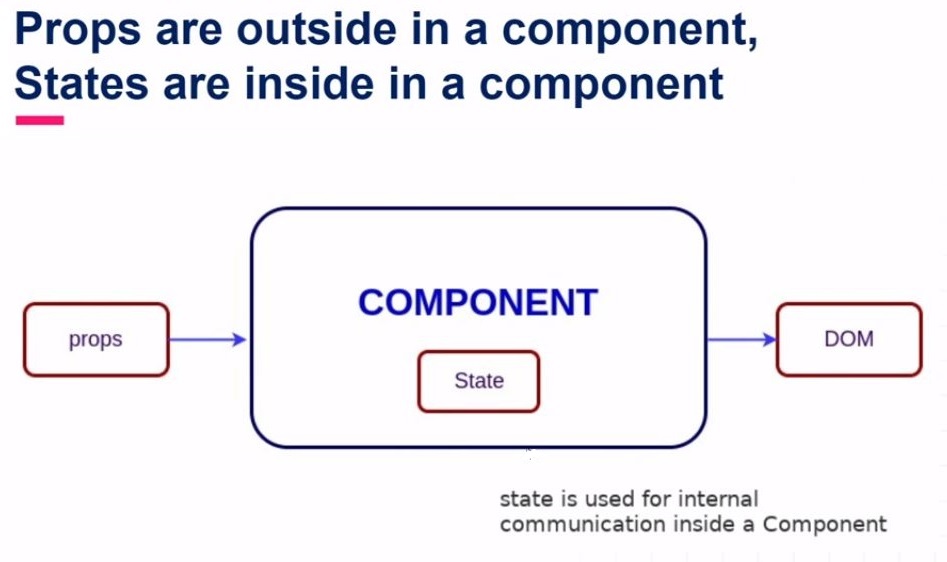 Props are outside in a component,
States are inside in a component
COMPONENT
props
State
DOM
state is used for internal
communication inside a Component